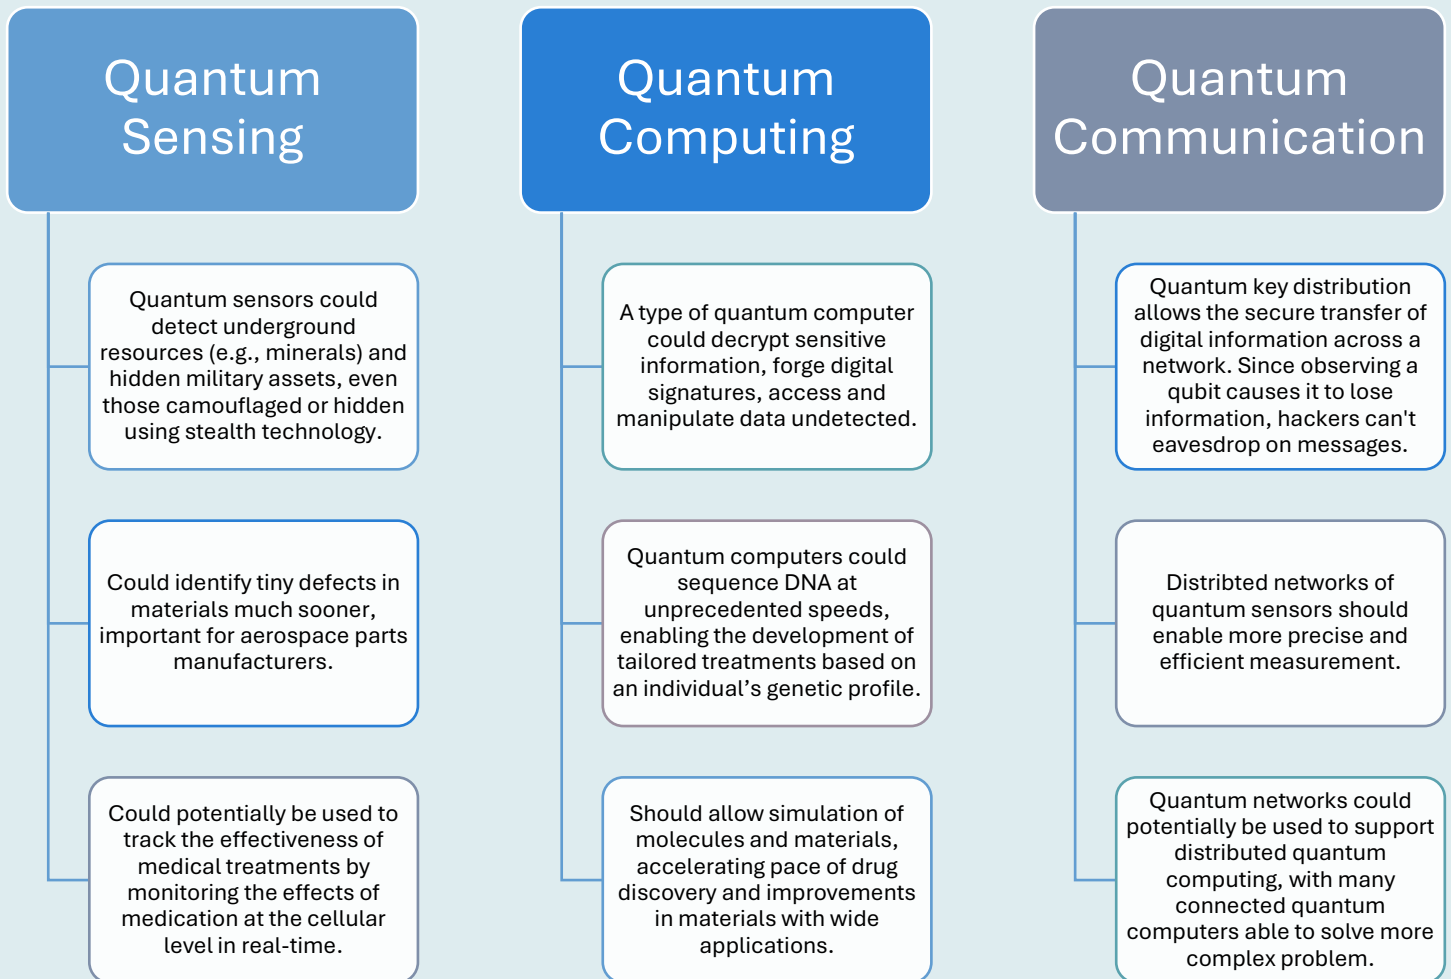 Quantum
Sensing
Quantum sensors could
detect underground
resources (e.g., minerals) and
hidden military assets, even
those camouflaged or hidden
using stealth technology.
Could identify tiny defects in
materials much sooner,
important for aerospace parts
manufacturers.
Could potentially be used to
track the effectiveness of
medical treatments by
monitoring the effects of
medication at the cellular
level in real-time.
Quantum
Computing
A type of quantum computer
could decrypt sensitive
information, forge digital
signatures, access and
manipulate data undetected.
Quantum computers could
sequence DNA at
unprecedented speeds,
enabling the development of
tailored treatments based on
an individual’s genetic profile.
Should allow simulation of
molecules and materials,
accelerating pace of drug
discovery and improvements
in materials with wide
applications.
Quantum
Communication
Quantum key distribution
allows the secure transfer of
digital information across a
network. Since observing a
qubit causes it to lose
information, hackers can't
eavesdrop on messages.
Distribted networks of
quantum sensors should
enable more precise and
efficient measurement.
Quantum networks could
potentially be used to support
distributed quantum
computing, with many
connected quantum
computers able to solve more
complex problem.